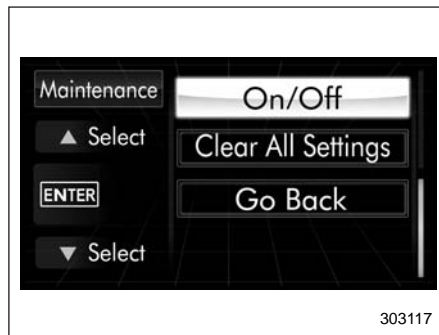 Maintenance
▲ Select
ENTER
▼ Select
On/Off
Clear All Settings
Go Back
303117